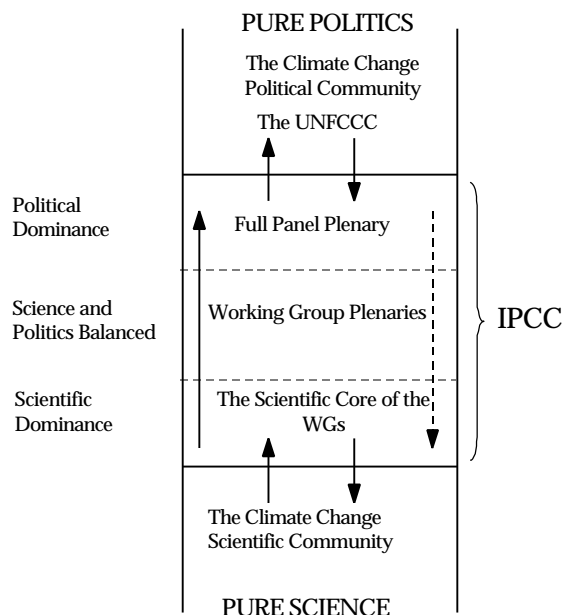 PURE POLITICS
The Climate Change
Political Community
The UNFCCC
Political
Dominance
Full Panel Plenary
Science and
Politics Balanced
Working Group Plenaries
IPCC
Scientific
Dominance
The Scientific Core of the
WGs
The Climate Change
Scientific Community
PURE SCIENCE